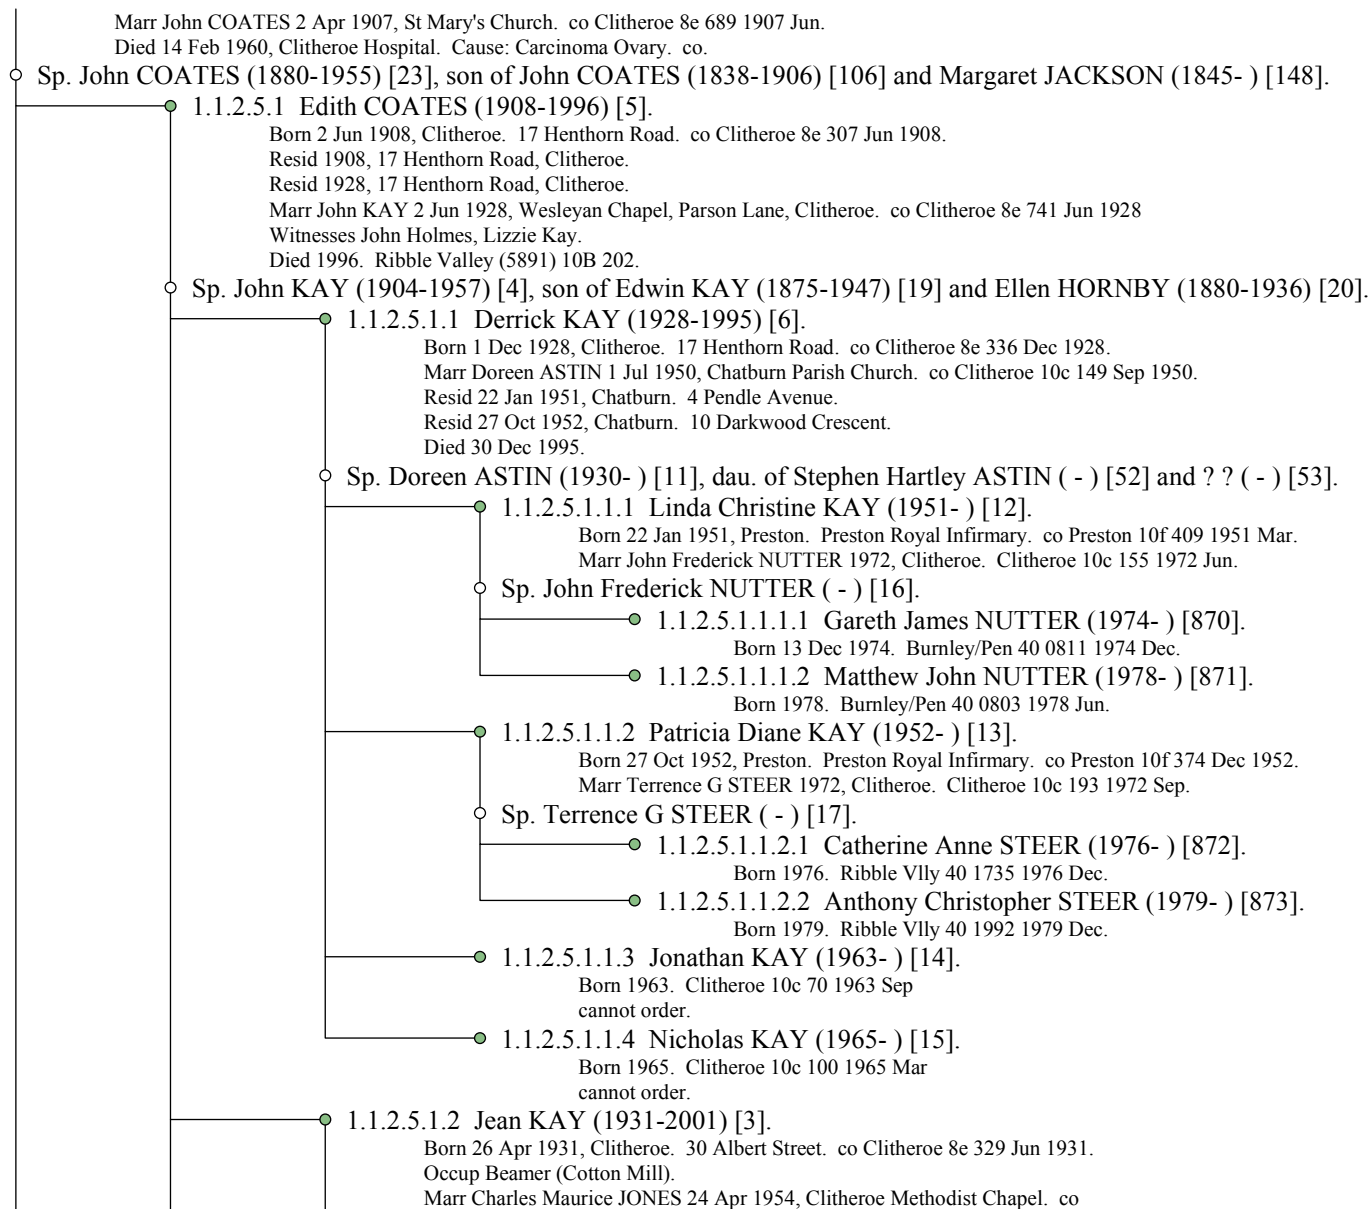 Marr John COATES 2 Apr 1907, St Mary's Church. co Clitheroe 8e 689 1907 Jun.
Died 14 Feb 1960, Clitheroe Hospital. Cause: Carcinoma Ovary. co.
Sp. John COATES (1880-1955) [23], son of John COATES (1838-1906) [106] and Margaret JACKSON (1845- ) [148].
1.1.2.5.1 Edith COATES (1908-1996) [5].
Born 2 Jun 1908, Clitheroe. 17 Henthorn Road. co Clitheroe 8e 307 Jun 1908.
Resid 1908, 17 Henthorn Road, Clitheroe.
Resid 1928, 17 Henthorn Road, Clitheroe.
Marr John KAY 2 Jun 1928, Wesleyan Chapel, Parson Lane, Clitheroe. co Clitheroe 8e 741 Jun 1928
Witnesses John Holmes, Lizzie Kay.
Died 1996. Ribble Valley (5891) 10B 202.
Sp. John KAY (1904-1957) [4], son of Edwin KAY (1875-1947) [19] and Ellen HORNBY (1880-1936) [20].
1.1.2.5.1.1 Derrick KAY (1928-1995) [6].
Born 1 Dec 1928, Clitheroe. 17 Henthorn Road. co Clitheroe 8e 336 Dec 1928.
Marr Doreen ASTIN 1 Jul 1950, Chatburn Parish Church. co Clitheroe 10c 149 Sep 1950.
Resid 22 Jan 1951, Chatburn. 4 Pendle Avenue.
Resid 27 Oct 1952, Chatburn. 10 Darkwood Crescent.
Died 30 Dec 1995.
Sp. Doreen ASTIN (1930- ) [11], dau. of Stephen Hartley ASTIN ( - ) [52] and ? ? ( - ) [53].
1.1.2.5.1.1.1 Linda Christine KAY (1951- ) [12].
Born 22 Jan 1951, Preston. Preston Royal Infirmary. co Preston 10f 409 1951 Mar.
Marr John Frederick NUTTER 1972, Clitheroe. Clitheroe 10c 155 1972 Jun.
Sp. John Frederick NUTTER ( - ) [16].
1.1.2.5.1.1.1.1 Gareth James NUTTER (1974- ) [870].
Born 13 Dec 1974. Burnley/Pen 40 0811 1974 Dec.
1.1.2.5.1.1.1.2 Matthew John NUTTER (1978- ) [871].
Born 1978. Burnley/Pen 40 0803 1978 Jun.
1.1.2.5.1.1.2 Patricia Diane KAY (1952- ) [13].
Born 27 Oct 1952, Preston. Preston Royal Infirmary. co Preston 10f 374 Dec 1952.
Marr Terrence G STEER 1972, Clitheroe. Clitheroe 10c 193 1972 Sep.
Sp. Terrence G STEER ( - ) [17].
1.1.2.5.1.1.2.1 Catherine Anne STEER (1976- ) [872].
Born 1976. Ribble Vlly 40 1735 1976 Dec.
1.1.2.5.1.1.2.2 Anthony Christopher STEER (1979- ) [873].
Born 1979. Ribble Vlly 40 1992 1979 Dec.
1.1.2.5.1.1.3 Jonathan KAY (1963- ) [14].
Born 1963. Clitheroe 10c 70 1963 Sep
cannot order.
1.1.2.5.1.1.4 Nicholas KAY (1965- ) [15].
Born 1965. Clitheroe 10c 100 1965 Mar
cannot order.
1.1.2.5.1.2 Jean KAY (1931-2001) [3].
Born 26 Apr 1931, Clitheroe. 30 Albert Street. co Clitheroe 8e 329 Jun 1931.
Occup Beamer (Cotton Mill).
Marr Charles Maurice JONES 24 Apr 1954, Clitheroe Methodist Chapel. co